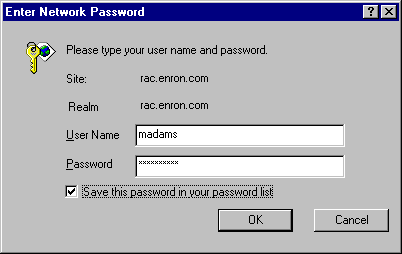 Enter Network Password
Please type your user name and password.
Site: rac.enron.com
Realm rac.enron.com
User Name madams
Password **********
Save this password in your password list
OK Cancel